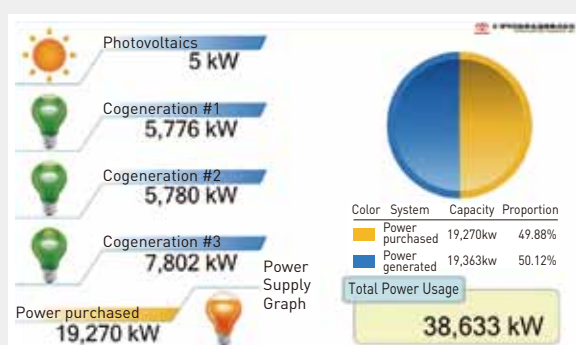 Photovoltaics
5 kW
Cogeneration #1
5,776 kW
Cogeneration #2
5,780 kW
Cogeneration #3
7,802 kW
Power purchased
19,270 kW
Power
Supply
Graph
Color System Capacity Proportion
Power
purchased 19,270kw 49.88%
Power
generated 19,363kw 50.12%
Total Power Usage
38,633 kW